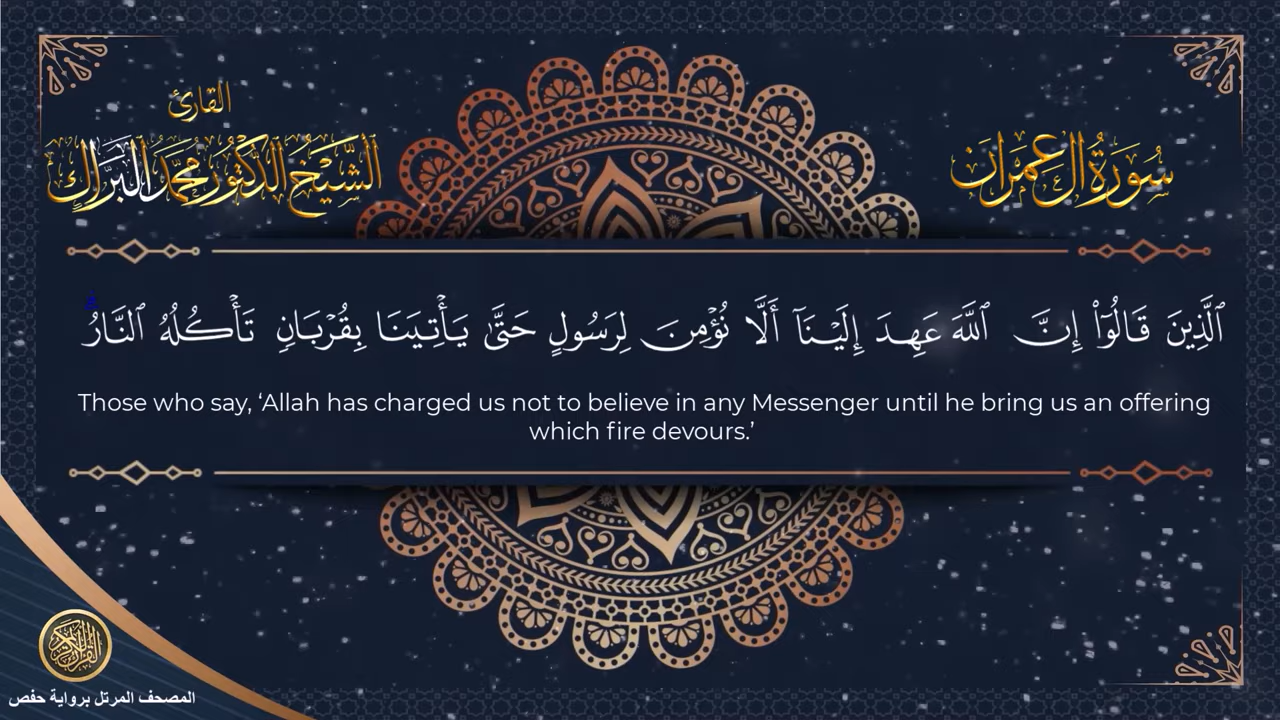 القارئ
الشيخ الدكتور محمد البراك
سورة آل عمران
ٱلَّذِينَ قَالُوٓا۟ إِنَّ ٱللَّهَ عَهِدَ إِلَيْنَآ أَلَّا نُؤْمِنَ لِرَسُولٍ حَتَّىٰ يَأْتِيَنَا بِقُرْبَانٍ تَأْكُلُهُ ٱلنَّارُ ۗ
Those who say, ‘Allah has charged us not to believe in any Messenger until he bring us an offering
which fire devours.’
القرآن الكريم
المصحف المرتل برواية حفص